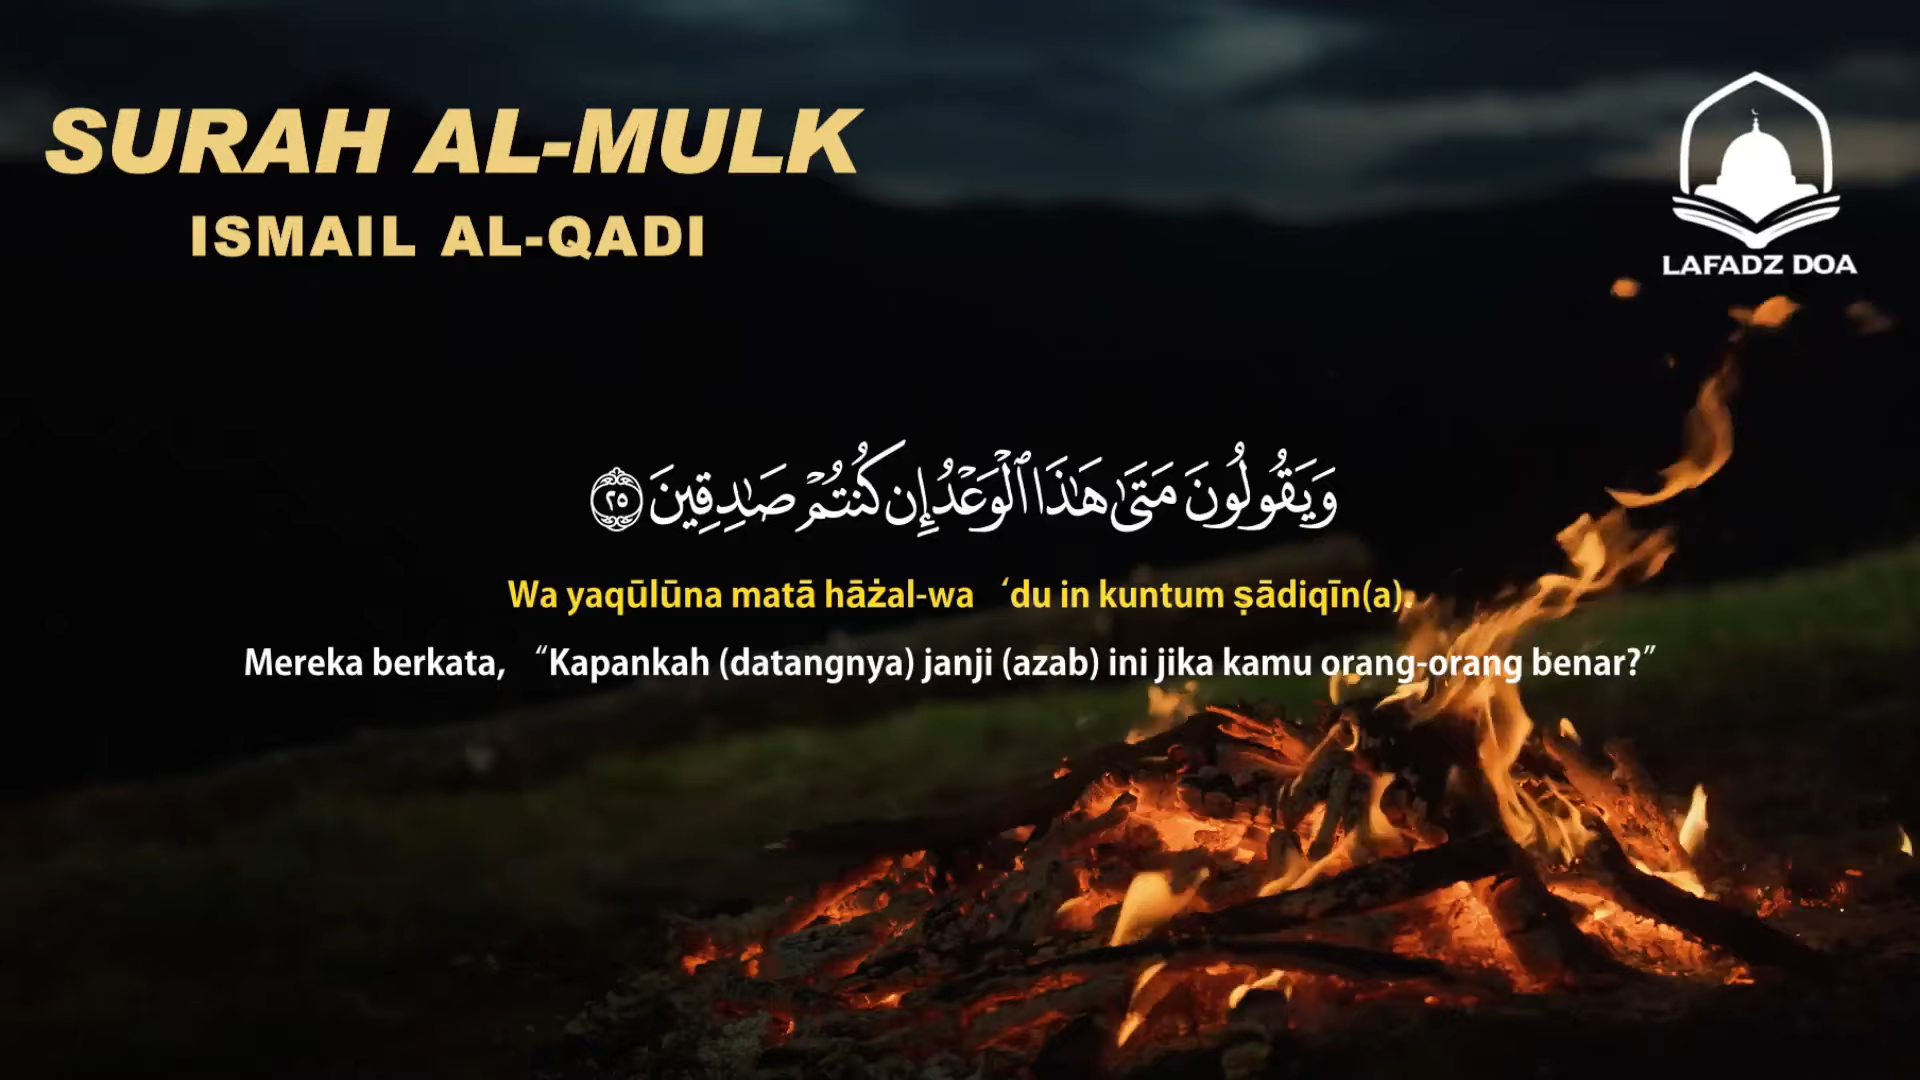 SURAH AL-MULK
ISMAIL AL-QADI
LAFADZ DOA
وَيَقُولُونَ مَتَىٰ هَـٰذَا ٱلْوَعْدُ إِن كُنتُمْ صَـٰدِقِينَ ٢٥
Wa yaqūlūna matā hāżal-wa ‘du in kuntum ṣādiqīn(a).
Mereka berkata, “Kapankah (datangnya) janji (azab) ini jika kamu orang-orang benar?”